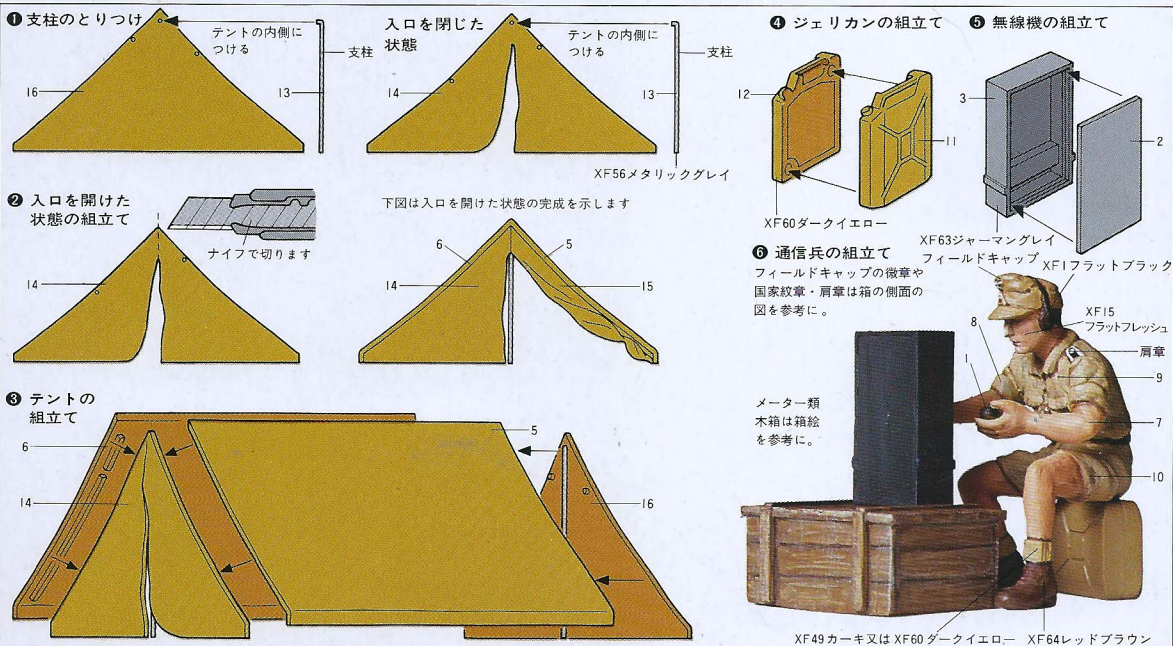 ❶ 支柱のとりつけ
テントの内側に
つける
支柱
16
13
入口を閉じた
状態
テントの内側に
つける
支柱
14
13
XF56メタリックグレイ
❷ 入口を開けた
状態の組立て
ナイフで切ります
14
下図は入口を開けた状態の完成を示します
6
5
14
15
❸ テントの
組立て
6
5
14
16
❹ ジェリカンの組立て
12
11
XF60ダークイエロー
❺ 無線機の組立て
3
2
XF63ジャーマングレイ
❻ 通信兵の組立て
フィールドキャップの徽章や
国家紋章・肩章は箱の側面の
図を参考に。
フィールドキャップ
XF1フラットブラック
XF15
フラットフレッシュ
8
肩章
1
9
メーター類
木箱は箱絵
を参考に。
7
10
XF49カーキ又はXF60ダークイエロー
XF64レッドブラウン